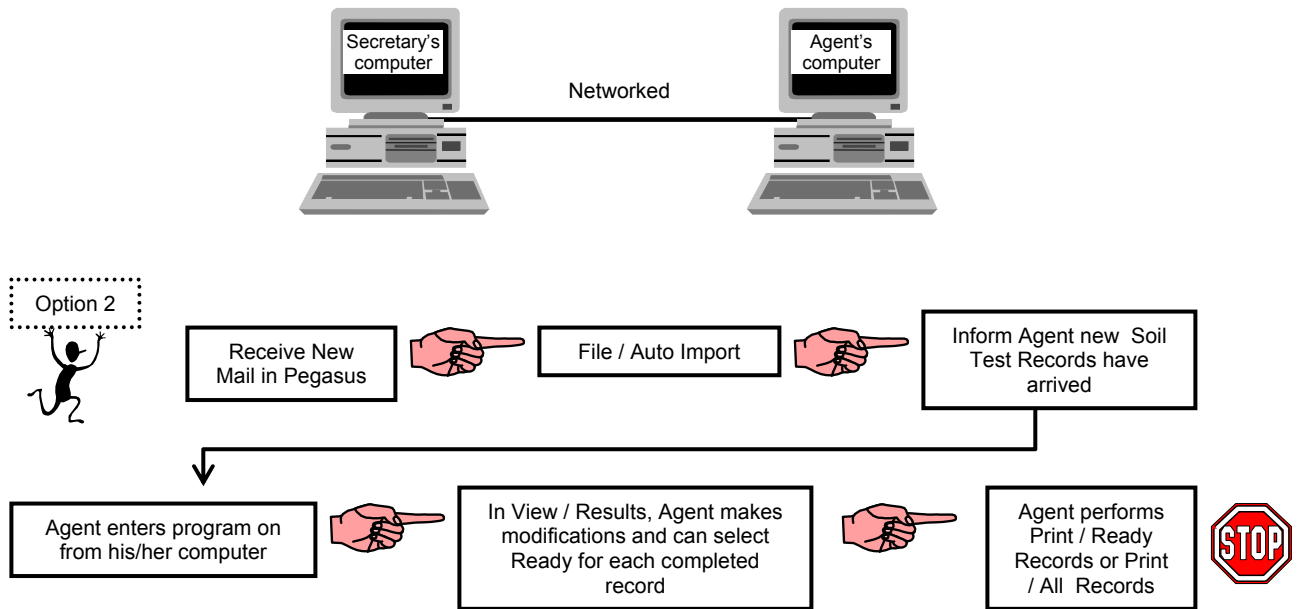 Secretary's
computer
Agent's
computer
Networked
Option 2
Receive New
Mail in Pegasus
File / Auto Import
Inform Agent new Soil
Test Records have
arrived
Agent enters program on
from his/her computer
In View / Results, Agent makes
modifications and can select
Ready for each completed
record
Agent performs
Print / Ready
Records or Print
/ All Records
STOP